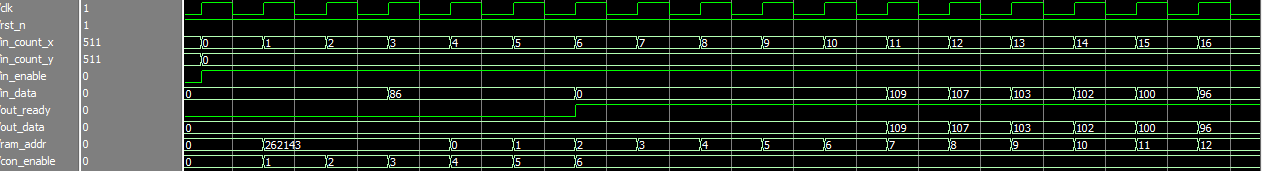 /clk 1
/rst_n 1
/in_count_x 511 0 1 2 3 4 5 6 7 8 9 10 11 12 13 14 15 16
/in_count_y 511 0
/in_enable 0
/in_data 0 0 86 0 109 107 103 102 100 96
/out_ready 0
/out_data 0 0 109 107 103 102 100 96
/ram_addr 0 0 262143 0 1 2 3 4 5 6 7 8 9 10 11 12
/con_enable 0 0 1 2 3 4 5 6